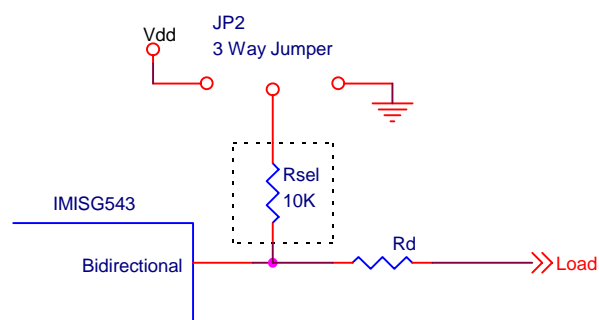 JP2
Vdd
3 Way Jumper
Rsel
10K
IMISG543
Rd
Bidirectional
Load